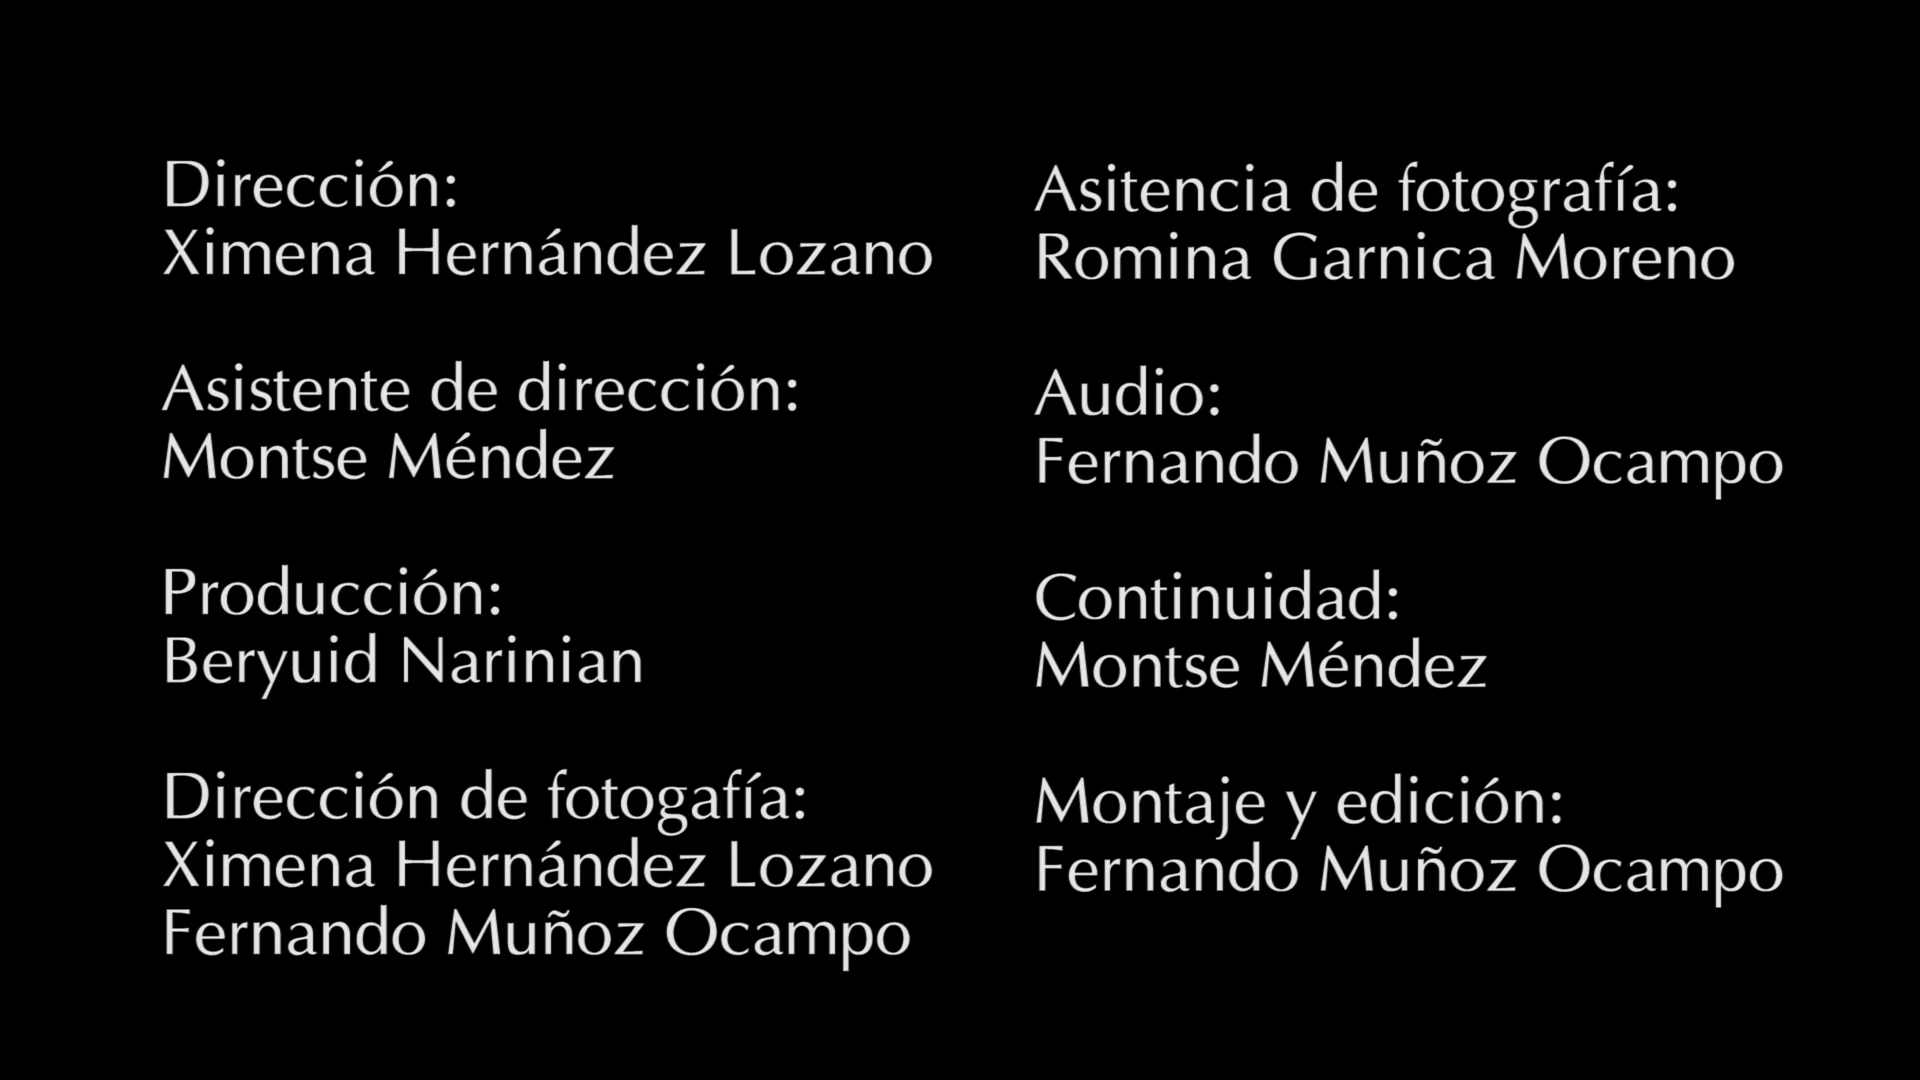 Dirección:
Ximena Hernández Lozano
Asistente de dirección:
Montse Méndez
Producción:
Beryuid Narinian
Dirección de fotogafía:
Ximena Hernández Lozano
Fernando Muñoz Ocampo
Asitencia de fotografía:
Romina Garnica Moreno
Audio:
Fernando Muñoz Ocampo
Continuidad:
Montse Méndez
Montaje y edición:
Fernando Muñoz Ocampo